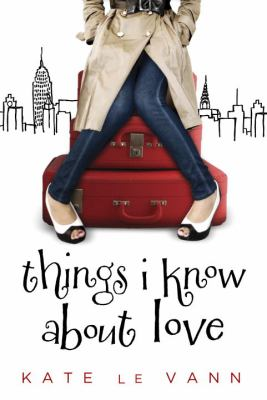 things i know
about love
KATE LE VANN